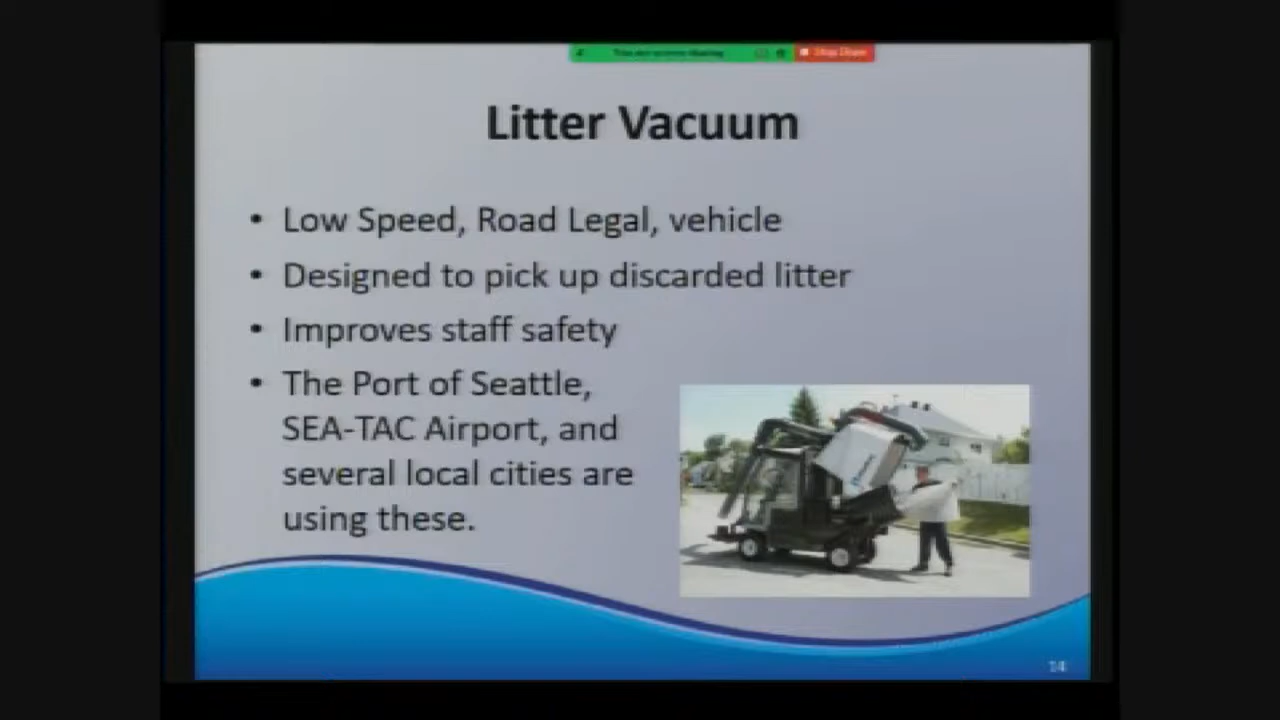 Litter Vacuum
• Low Speed, Road Legal, vehicle
• Designed to pick up discarded litter
• Improves staff safety
• The Port of Seattle,
SEA-TAC Airport, and
several local cities are
using these.
14